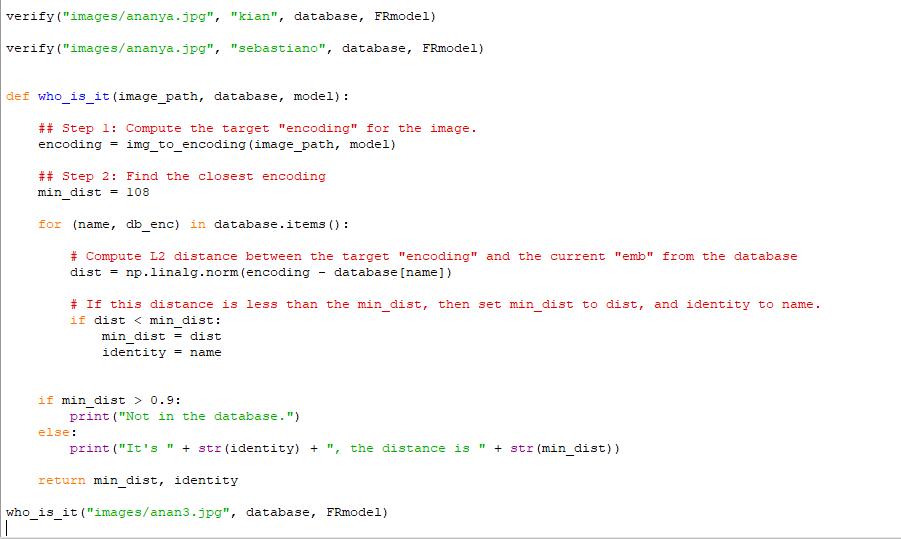 verify("images/ananya.jpg", "kian", database, FRmodel)
verify("images/ananya.jpg", "sebastiano", database, FRmodel)
def who_is_it(image_path, database, model):
## Step 1: Compute the target "encoding" for the image.
encoding = img_to_encoding(image_path, model)
## Step 2: Find the closest encoding
min_dist = 108
for (name, db_enc) in database.items():
# Compute L2 distance between the target "encoding" and the current "emb" from the database
dist = np.linalg.norm(encoding - database[name])
# If this distance is less than the min_dist, then set min_dist to dist, and identity to name.
if dist < min_dist:
min_dist = dist
identity = name
if min_dist > 0.9:
print("Not in the database.")
else:
print("It's " + str(identity) + ", the distance is " + str(min_dist))
return min_dist, identity
who_is_it("images/anan3.jpg", database, FRmodel)